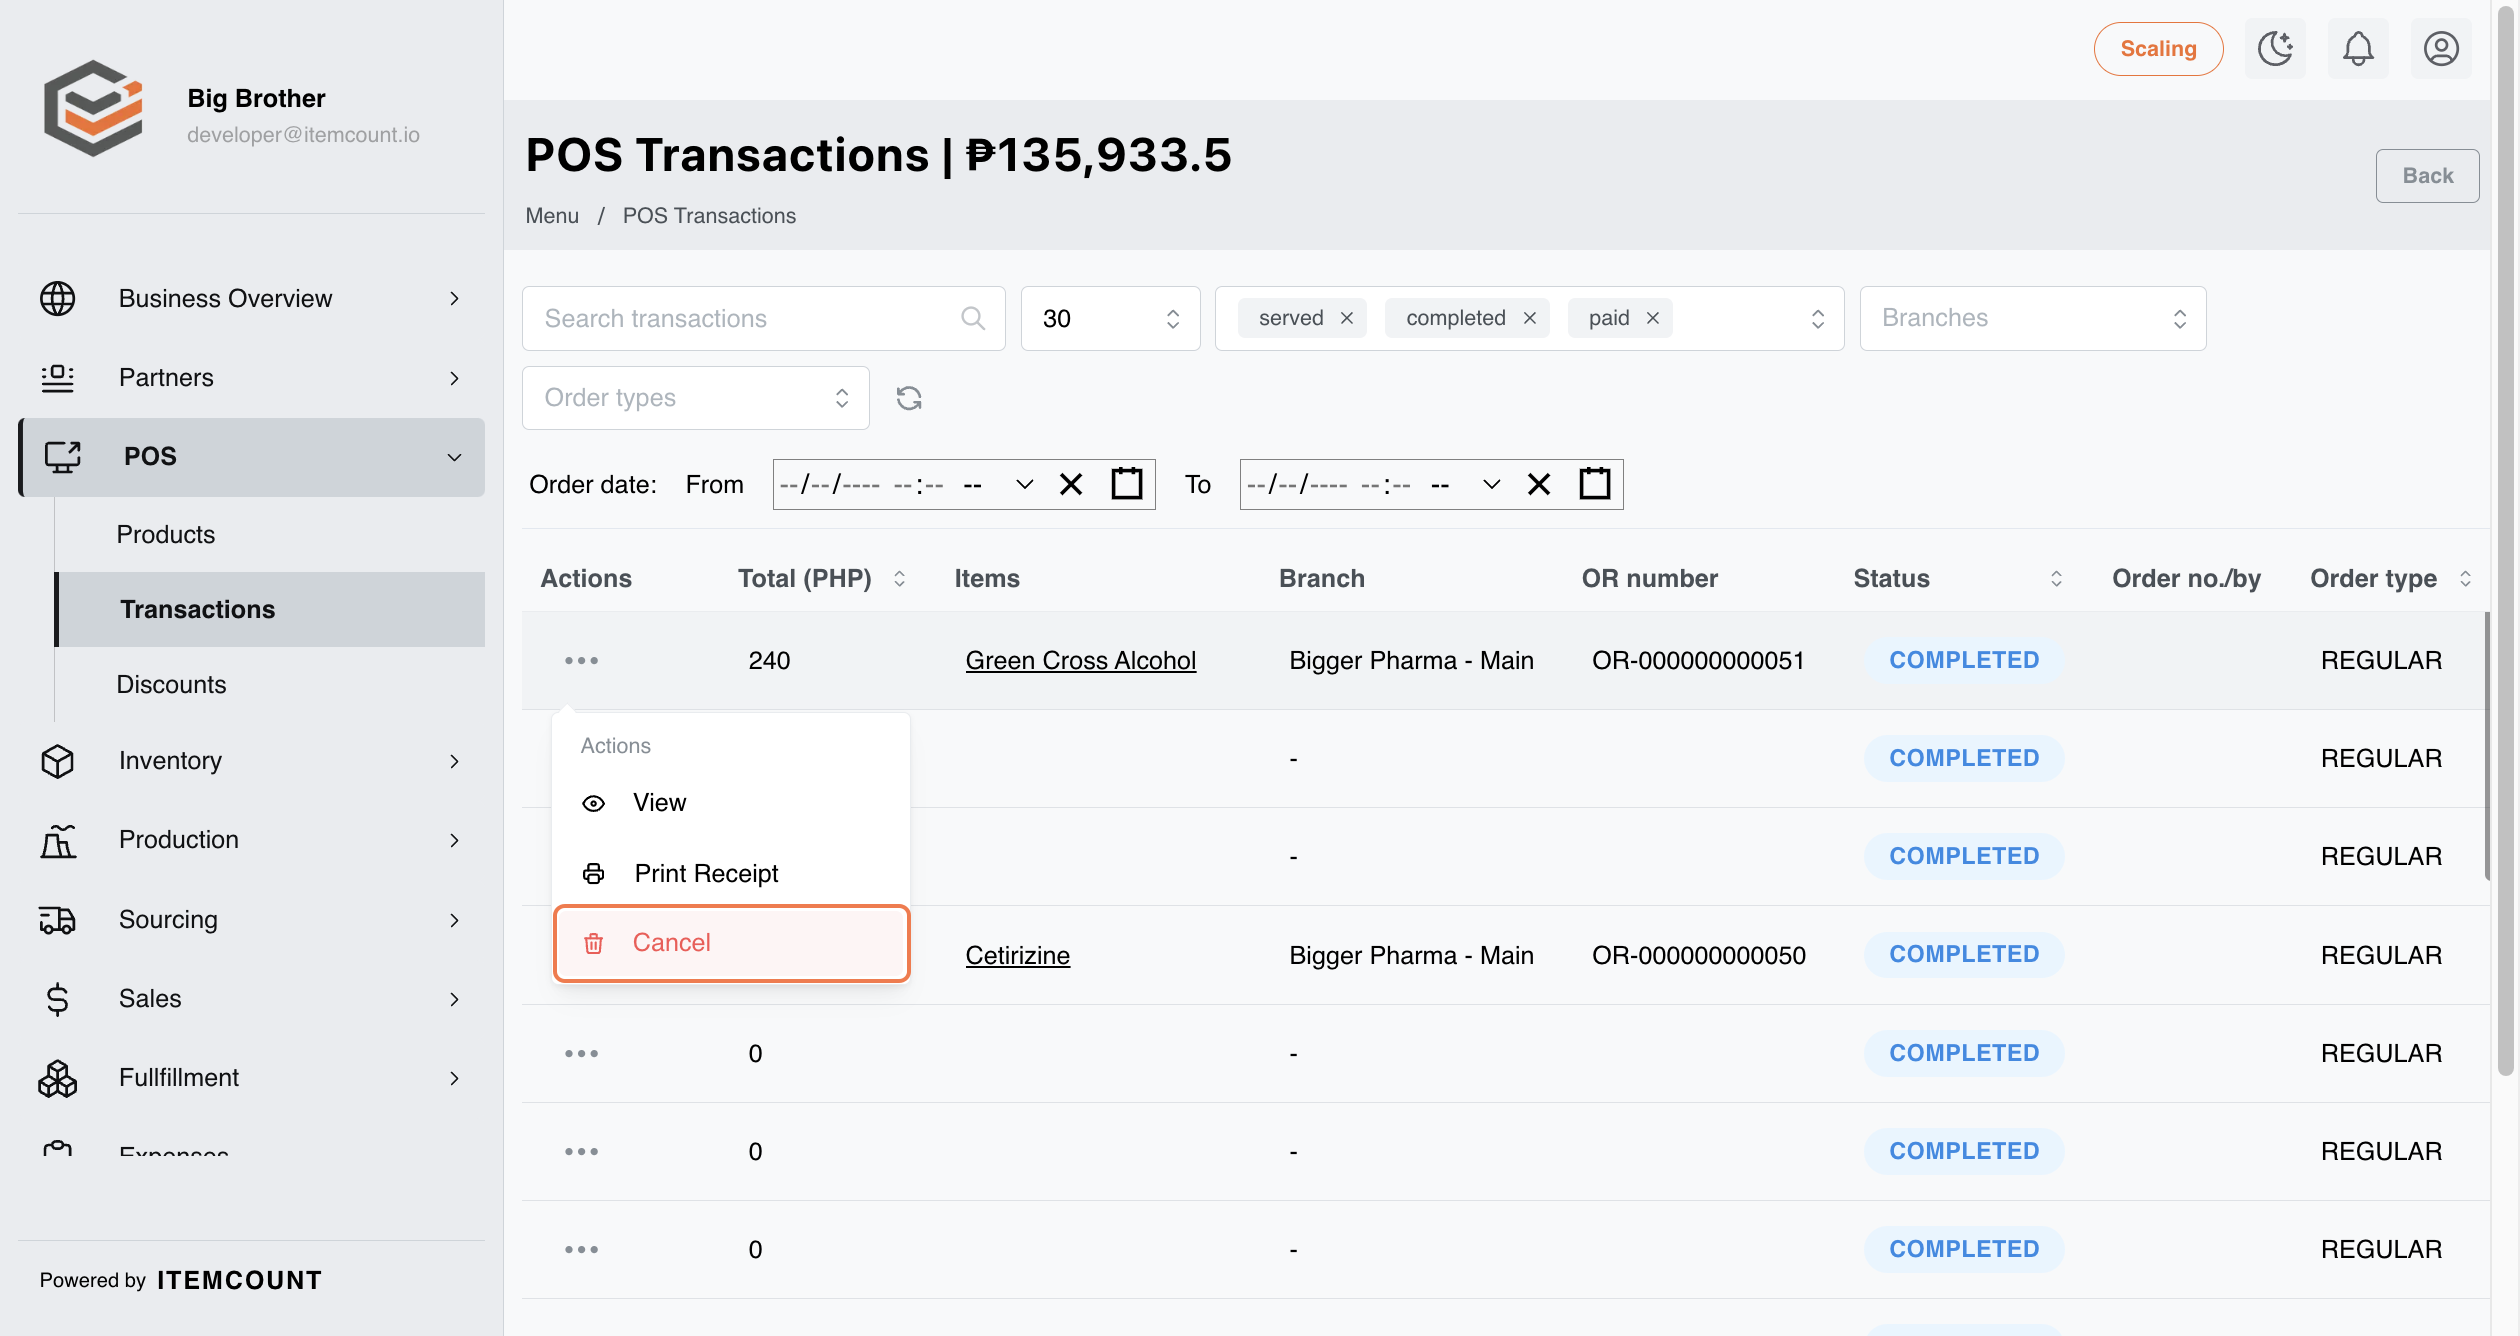 Big Brother
developer@itemcount.io
Business Overview
Partners
POS
Products
Transactions
Discounts
Inventory
Production
Sourcing
Sales
Fullfillment
Expenses
Powered by ITEMCOUNT
Scaling
POS Transactions | ₱135,933.5
Menu / POS Transactions
Back
Search transactions
30
served completed paid
Branches
Order types
Order date: From --/--/---- --:-- -- To --/--/---- --:-- --
Actions Total (PHP) Items Branch OR number Status Order no./by Order type
240 Green Cross Alcohol Bigger Pharma - Main OR-000000000051 COMPLETED REGULAR
- COMPLETED REGULAR
- COMPLETED REGULAR
Cetirizine Bigger Pharma - Main OR-000000000050 COMPLETED REGULAR
0 - COMPLETED REGULAR
0 - COMPLETED REGULAR
0 - COMPLETED REGULAR
Actions
View
Print Receipt
Cancel